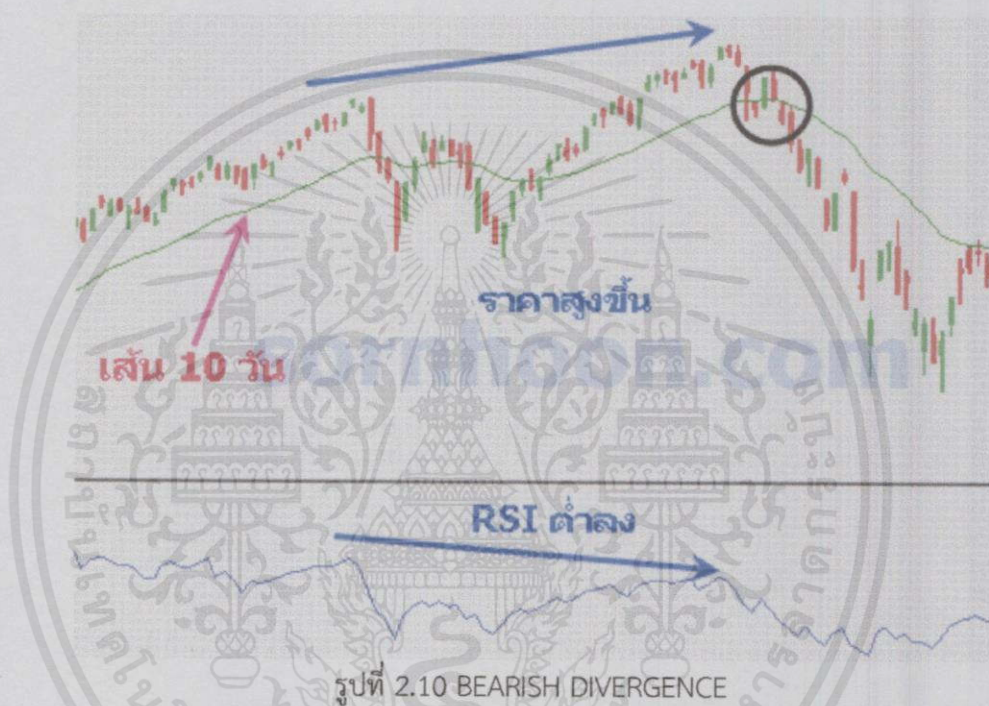 ราคาสูงขึ้น
เส้น 10 วัน
.com
RSI ต่ำลง
รูปที่ 2.10 BEARISH DIVERGENCE